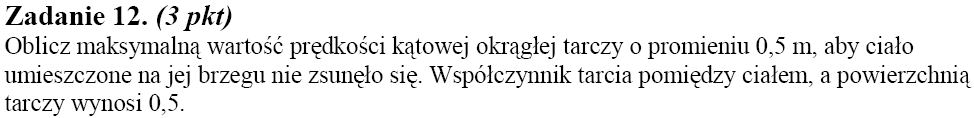 Zadanie 12. (3 pkt)
Oblicz maksymalną wartość prędkości kątowej okrągłej tarczy o promieniu 0,5 m, aby ciało
umieszczone na jej brzegu nie zsunęło się. Współczynnik tarcia pomiędzy ciałem, a powierzchnią
tarczy wynosi 0,5.